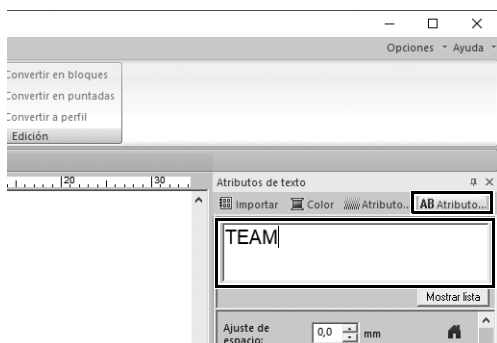 Opciones Ayuda
Convertir en bloques
Convertir en puntadas
Convertir a perfil
Edición
20 30
Atributos de texto
Importar Color Atributo... AB Atributo...
TEAM
Mostrar lista
Ajuste de
espacio: 0,0 mm